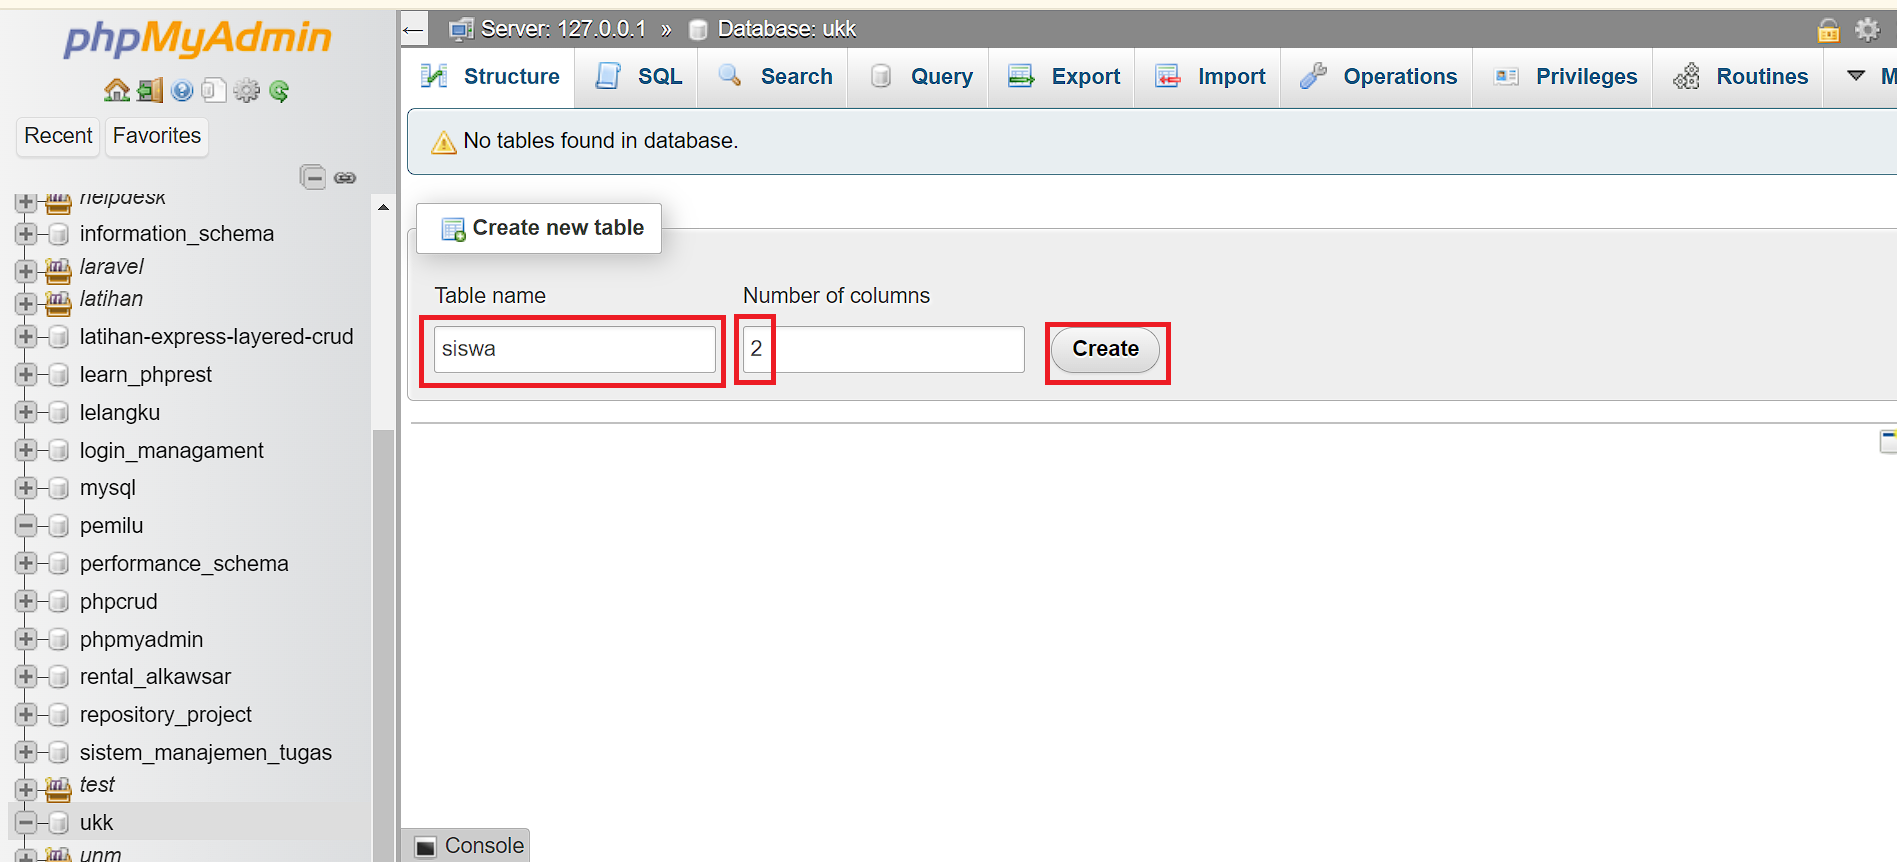 phpMyAdmin
Recent Favorites
helpdesk
information_schema
laravel
latihan
latihan-express-layered-crud
learn_phprest
lelangku
login_managament
mysql
pemilu
performance_schema
phpcrud
phpmyadmin
rental_alkawsar
repository_project
sistem_manajemen_tugas
test
ukk
unm
Server: 127.0.0.1 » Database: ukk
Structure SQL Search Query Export Import Operations Privileges Routines M
No tables found in database.
Create new table
Table name Number of columns
siswa 2 Create
Console